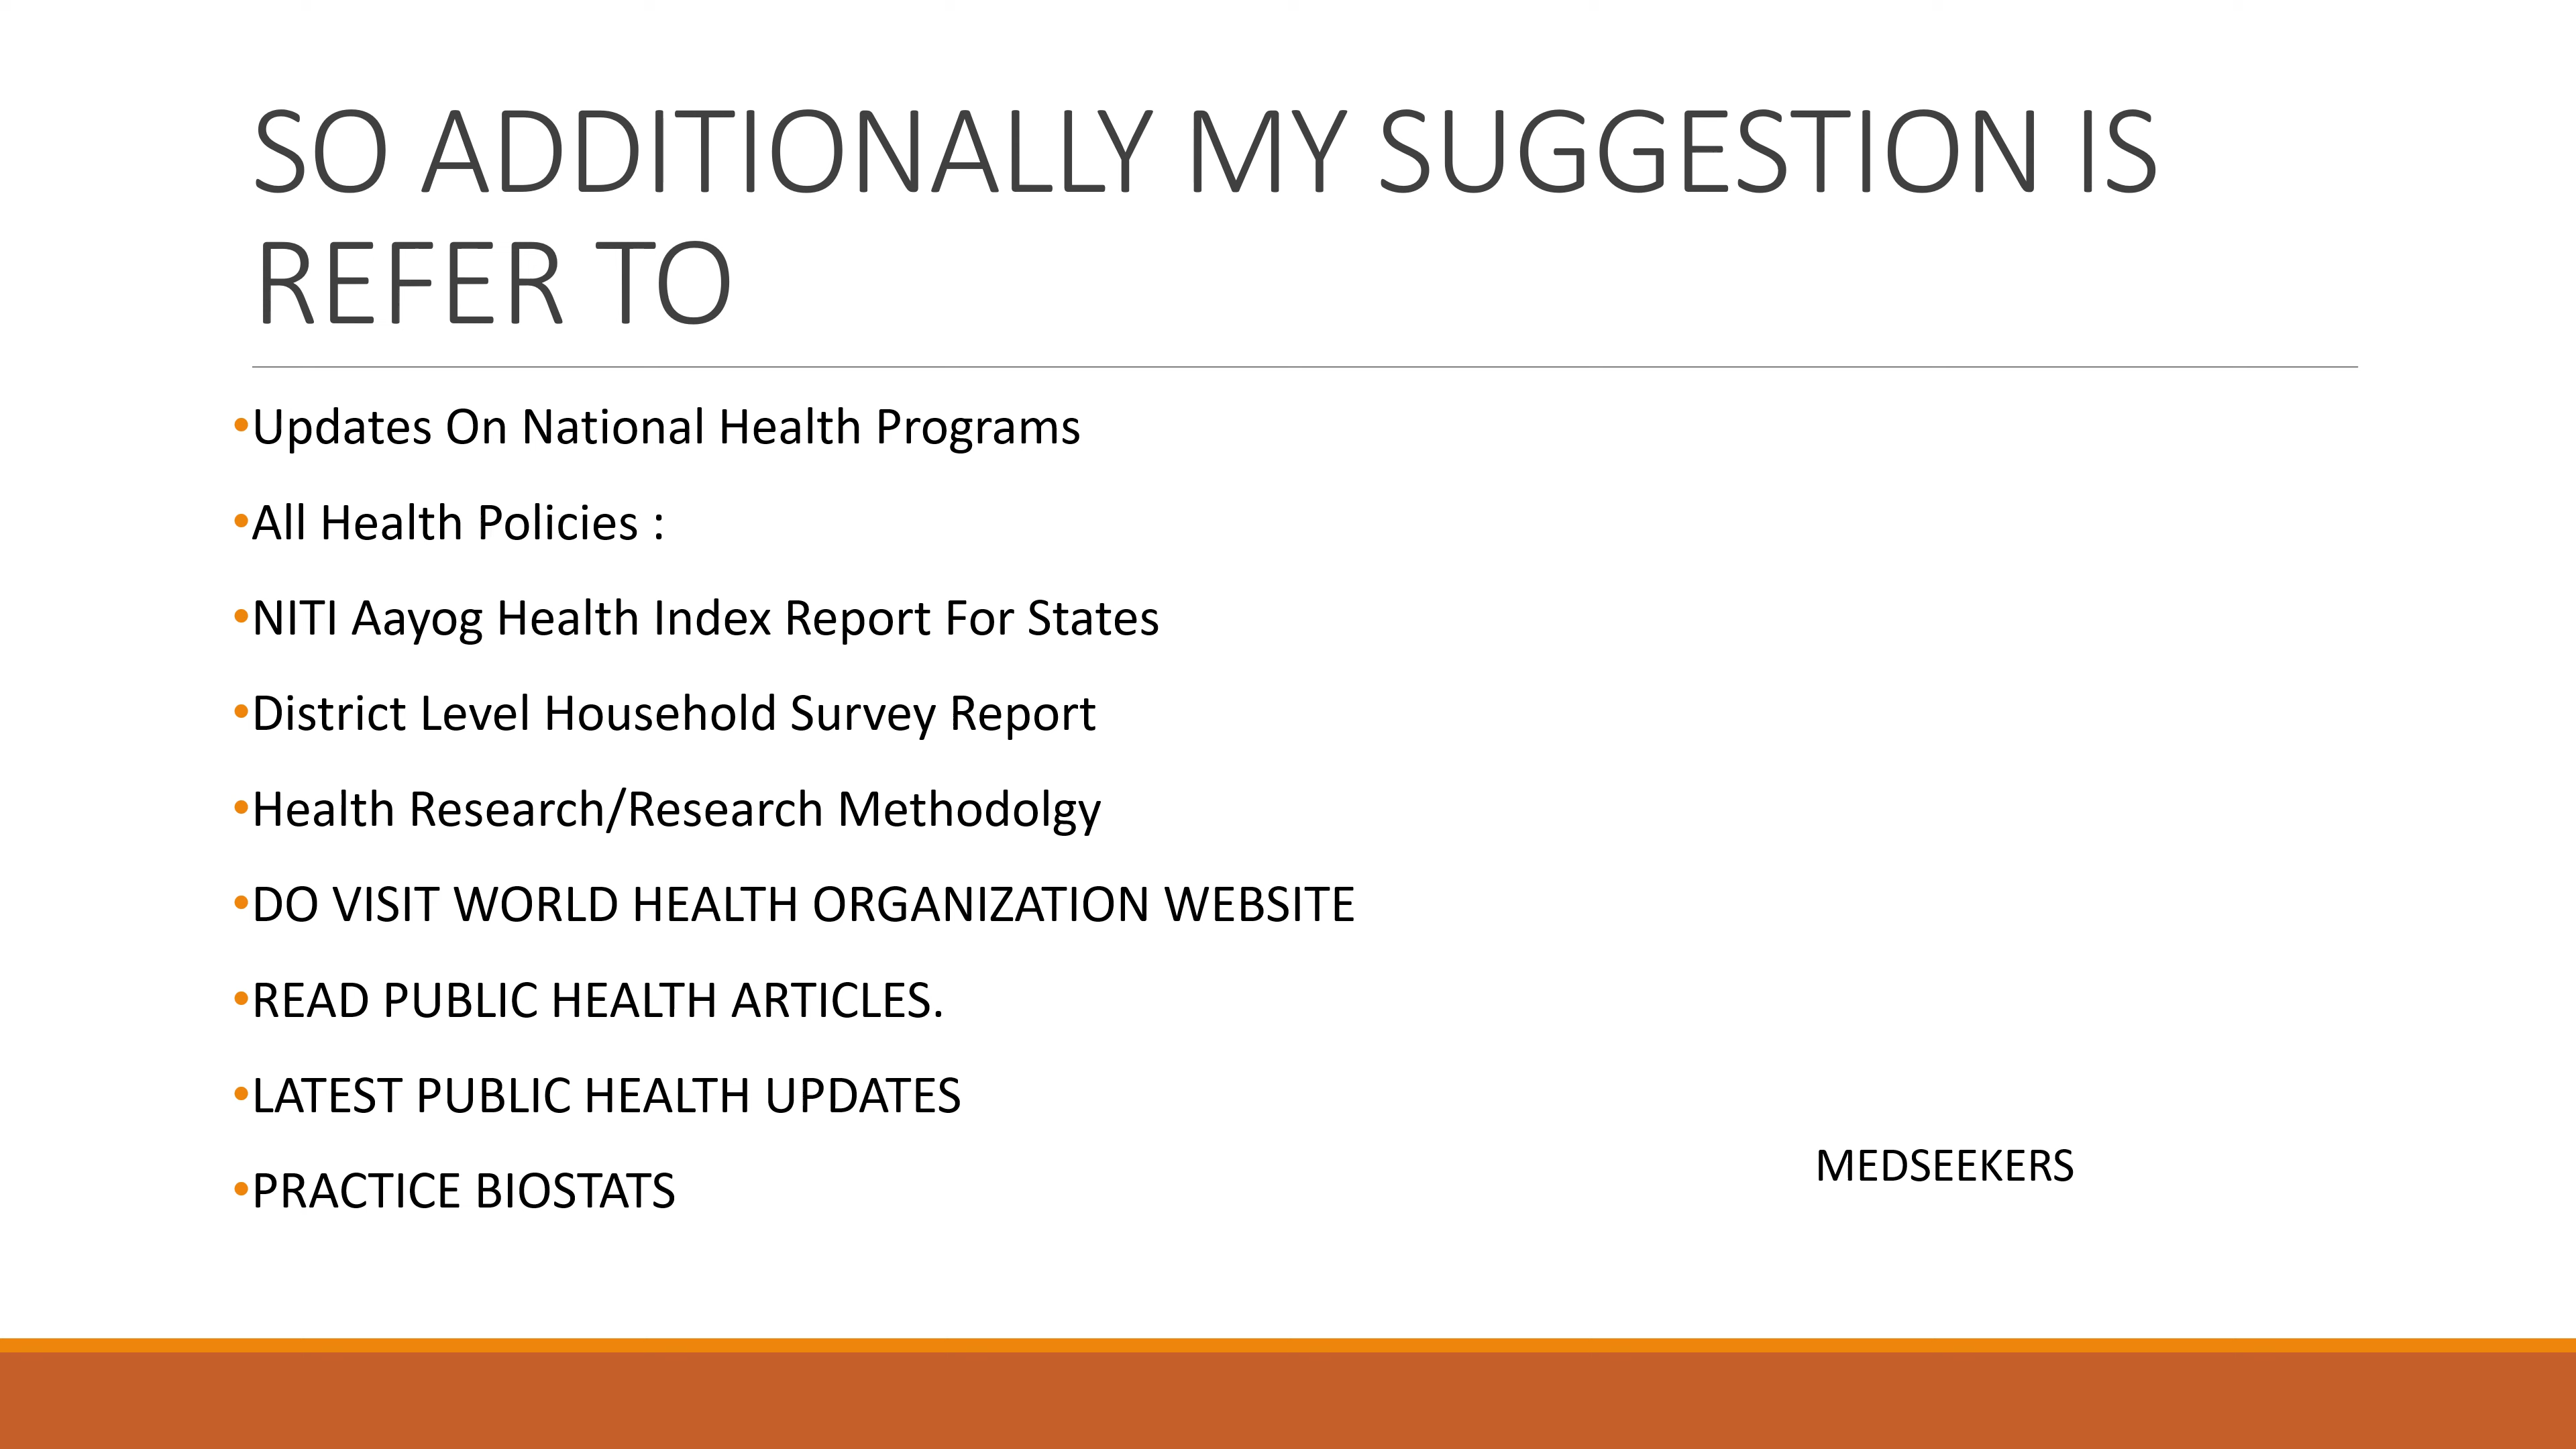 SO ADDITIONALLY MY SUGGESTION IS
REFER TO
•Updates On National Health Programs
•All Health Policies :
•NITI Aayog Health Index Report For States
•District Level Household Survey Report
•Health Research/Research Methodolgy
•DO VISIT WORLD HEALTH ORGANIZATION WEBSITE
•READ PUBLIC HEALTH ARTICLES.
•LATEST PUBLIC HEALTH UPDATES
•PRACTICE BIOSTATS
MEDSEEKERS